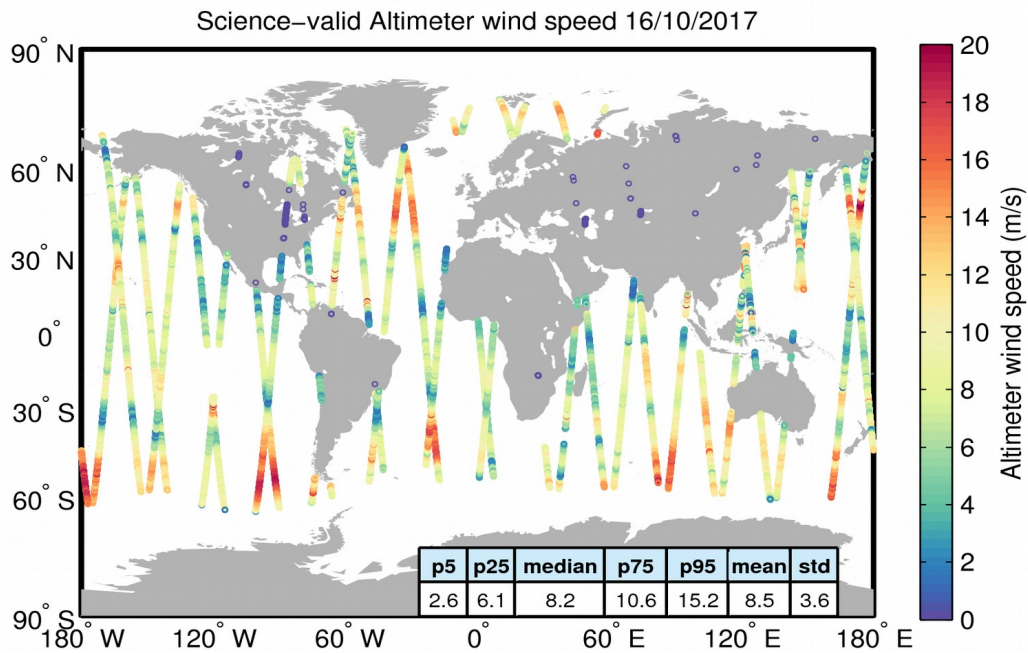 Science-valid Altimeter wind speed 16/10/2017
90° N
60° N
30° N
0°
30° S
60° S
90° S
180° W
120° W
60° W
0°
60° E
120° E
180° E
p5 p25 median p75 p95 mean std
2.6 6.1 8.2 10.6 15.2 8.5 3.6
20
18
16
14
12
10
8
6
4
2
0
Altimeter wind speed (m/s)